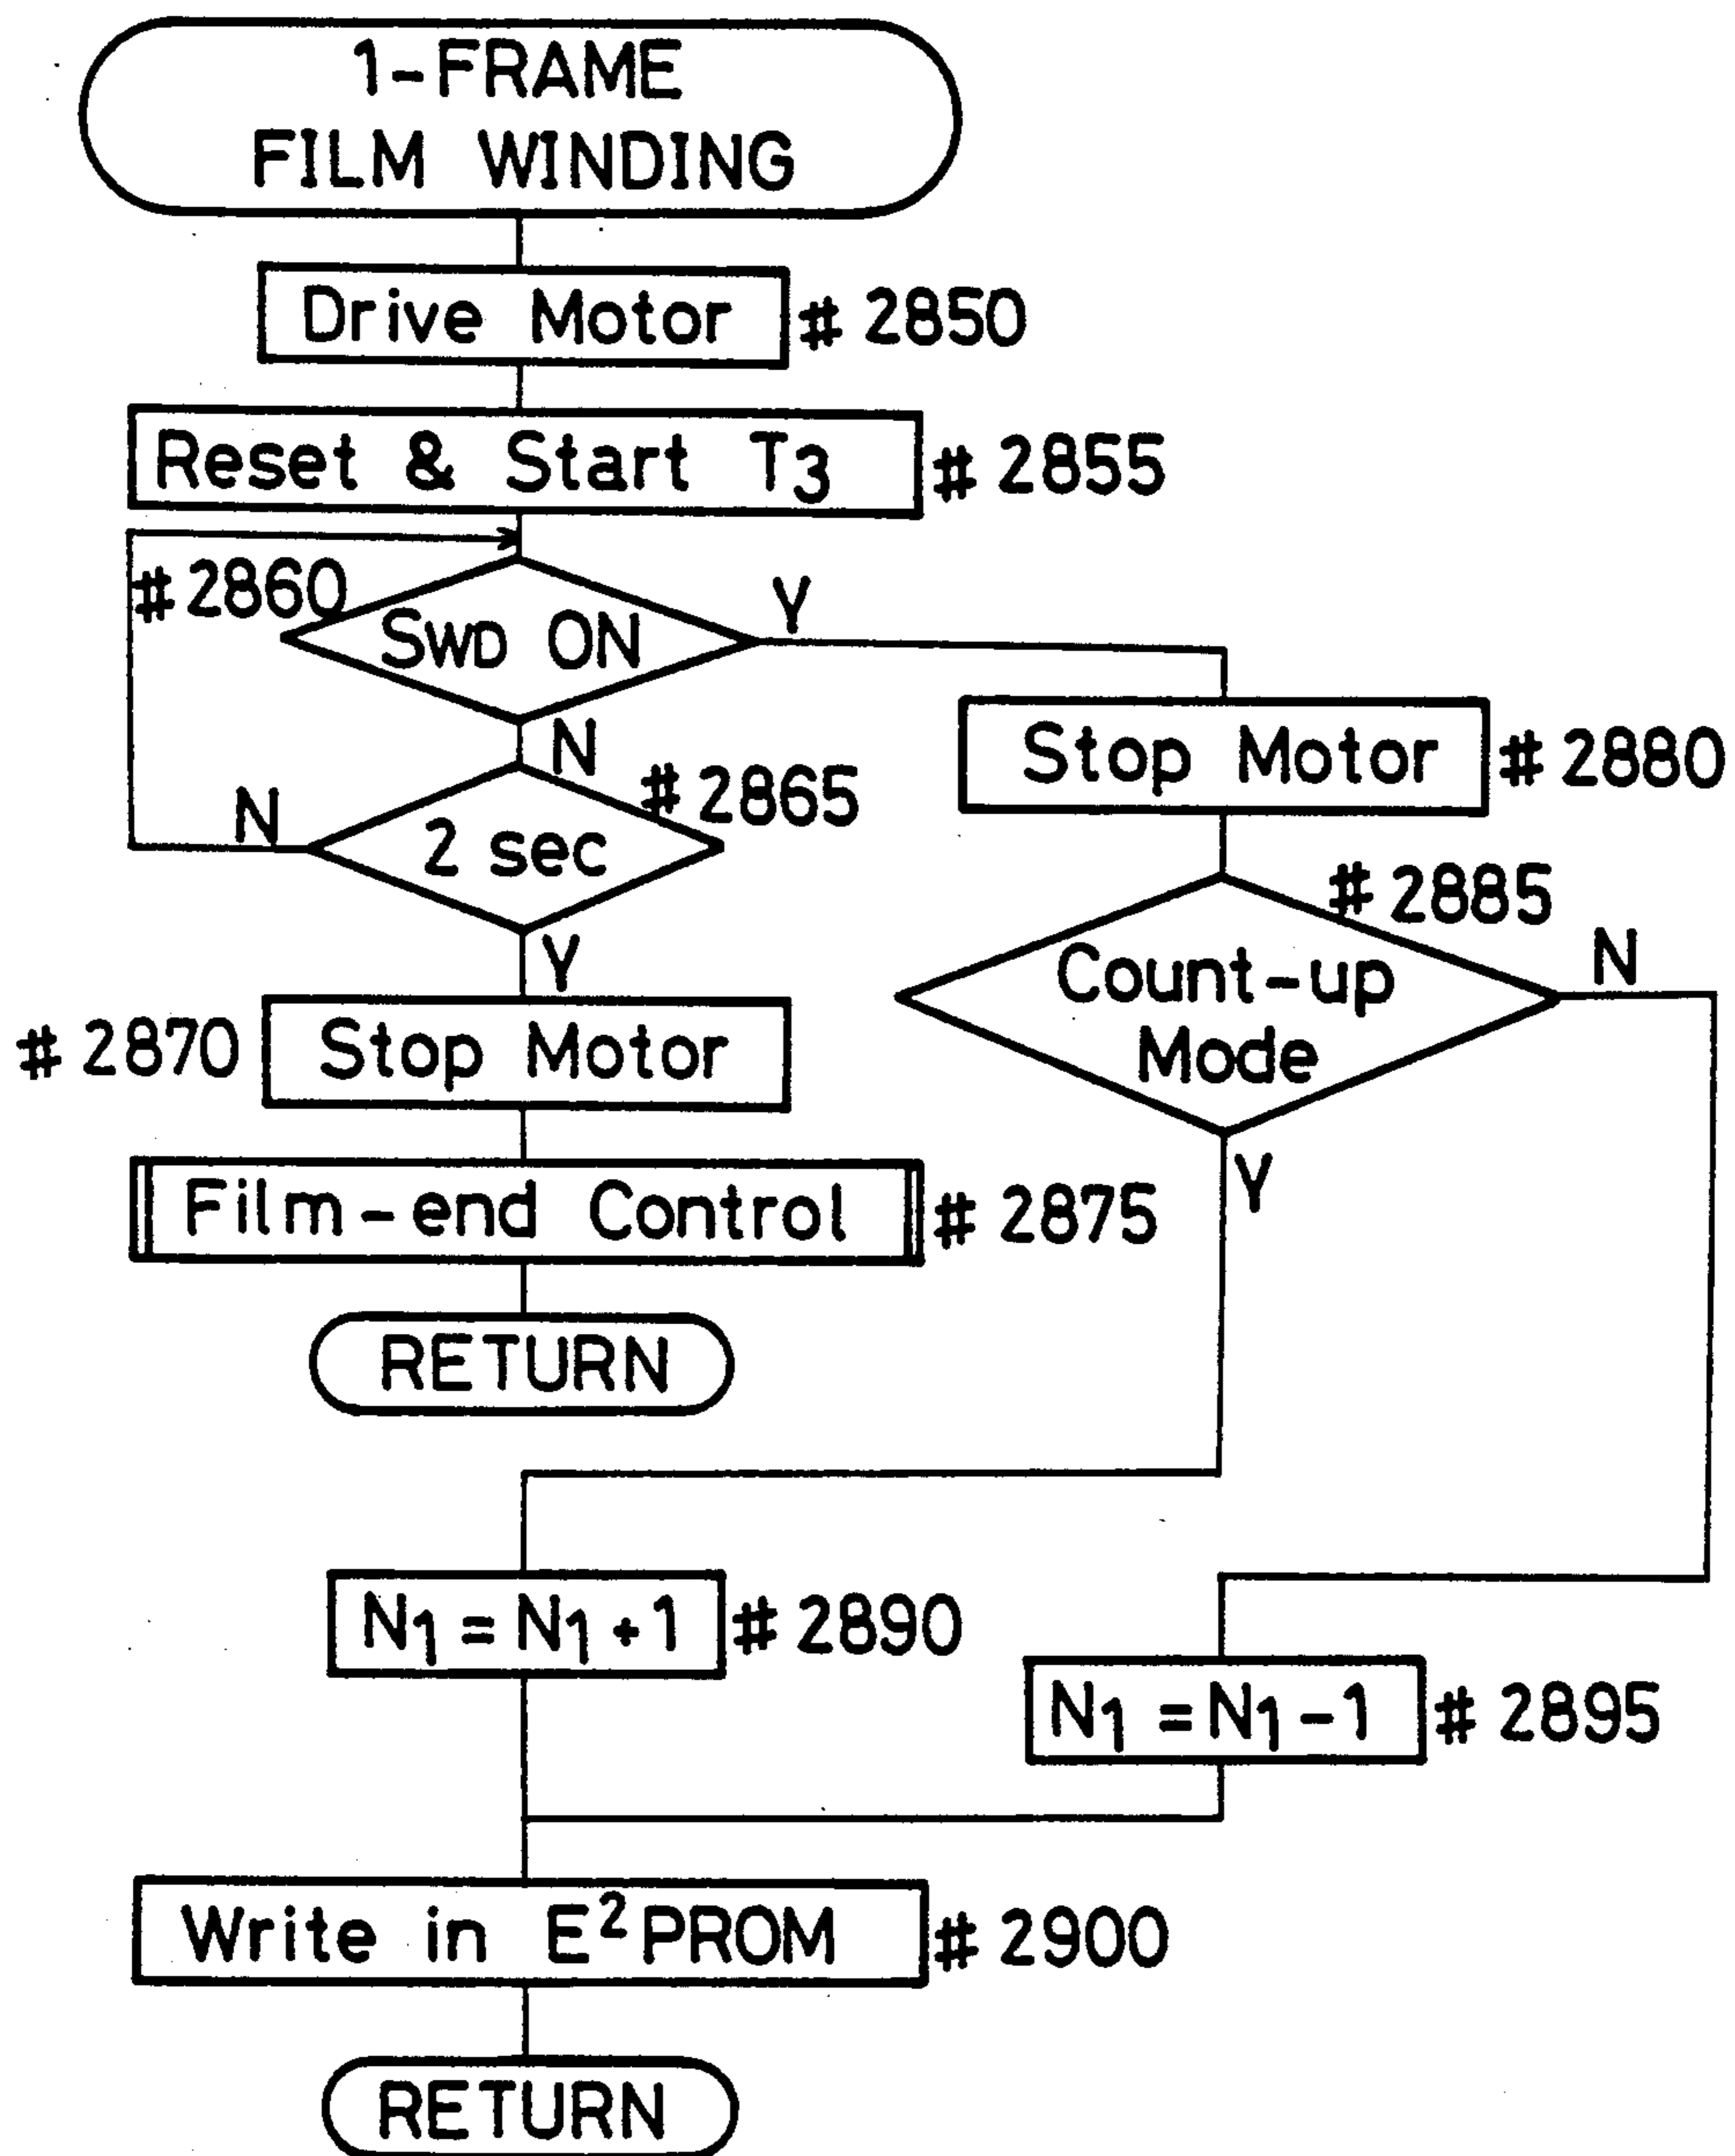 1-FRAME
FILM WINDING
Drive Motor #2850
Reset & Start T3 #2855
#2860
SWD ON
Y
N
#2865
N
2 sec
Y
#2870 Stop Motor
Film-end Control #2875
RETURN
Stop Motor #2880
#2885
Count-up
Mode
N
Y
N1=N1+1 #2890
N1=N1-1 #2895
Write in E²PROM #2900
RETURN